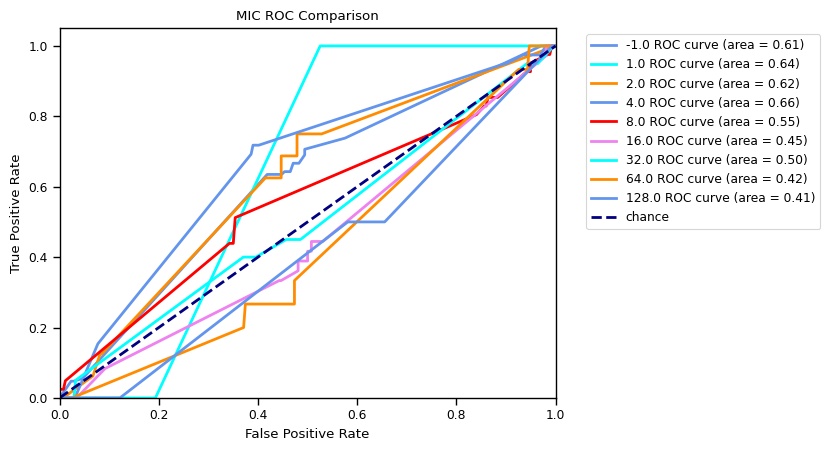 MIC ROC Comparison
True Positive Rate
1.0
0.8
0.6
0.4
0.2
0.0
0.0 0.2 0.4 0.6 0.8 1.0
False Positive Rate
-1.0 ROC curve (area = 0.61)
1.0 ROC curve (area = 0.64)
2.0 ROC curve (area = 0.62)
4.0 ROC curve (area = 0.66)
8.0 ROC curve (area = 0.55)
16.0 ROC curve (area = 0.45)
32.0 ROC curve (area = 0.50)
64.0 ROC curve (area = 0.42)
128.0 ROC curve (area = 0.41)
chance